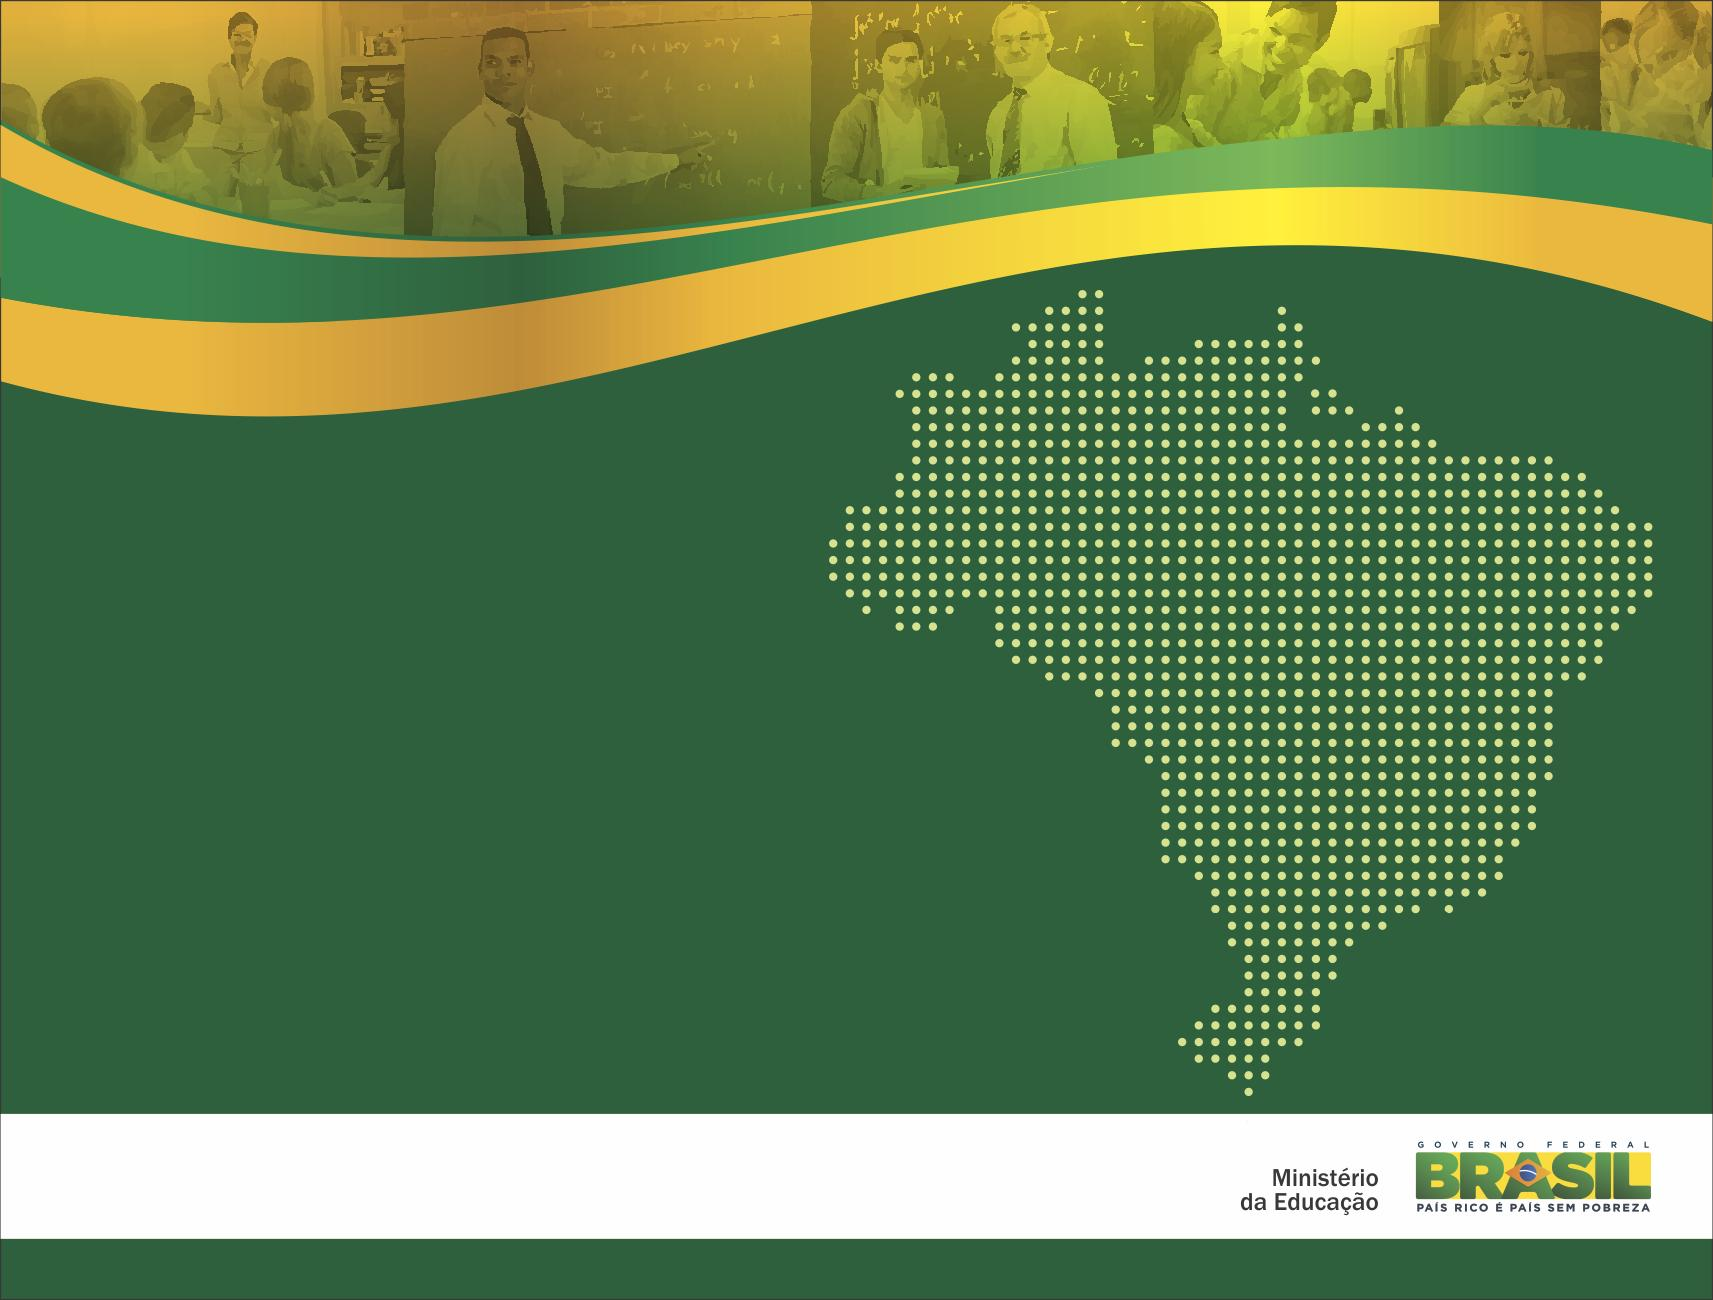 Ministério
da Educação
GOVERNO FEDERAL
BRASIL
PAÍS RICO É PAÍS SEM POBREZA